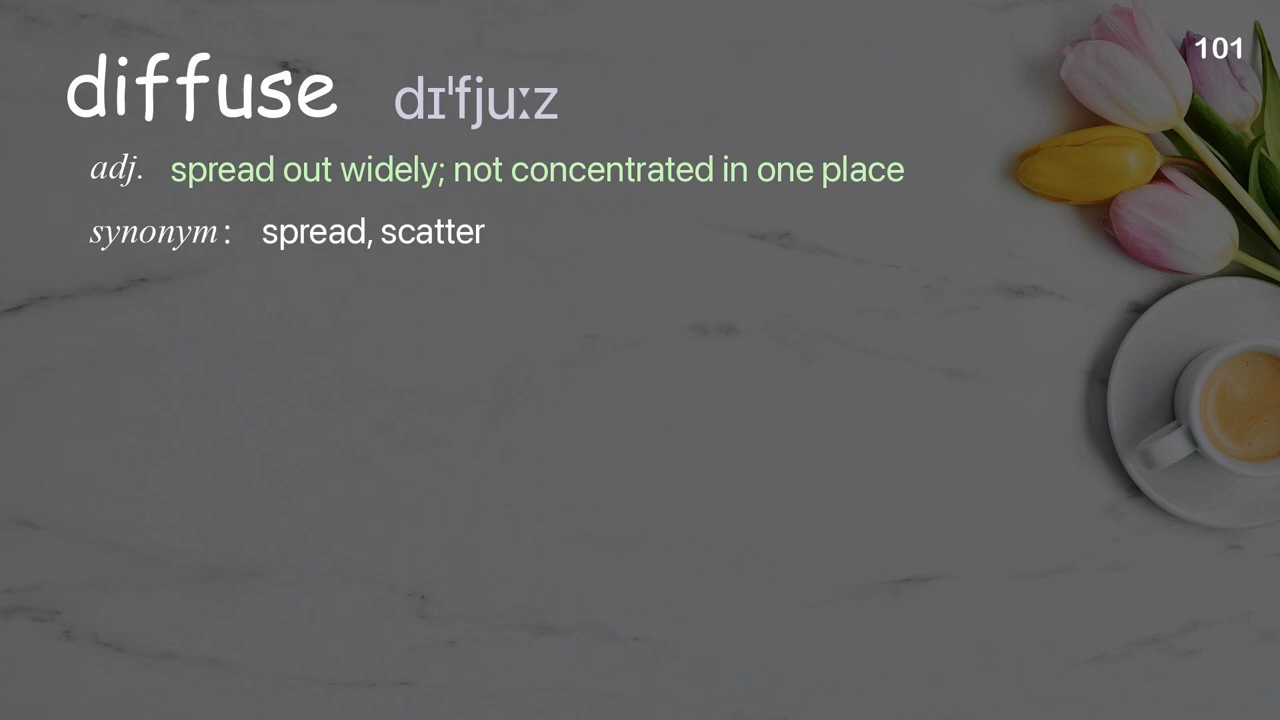 101
diffuse dɪˈfjuːz
adj. spread out widely; not concentrated in one place
synonym: spread, scatter